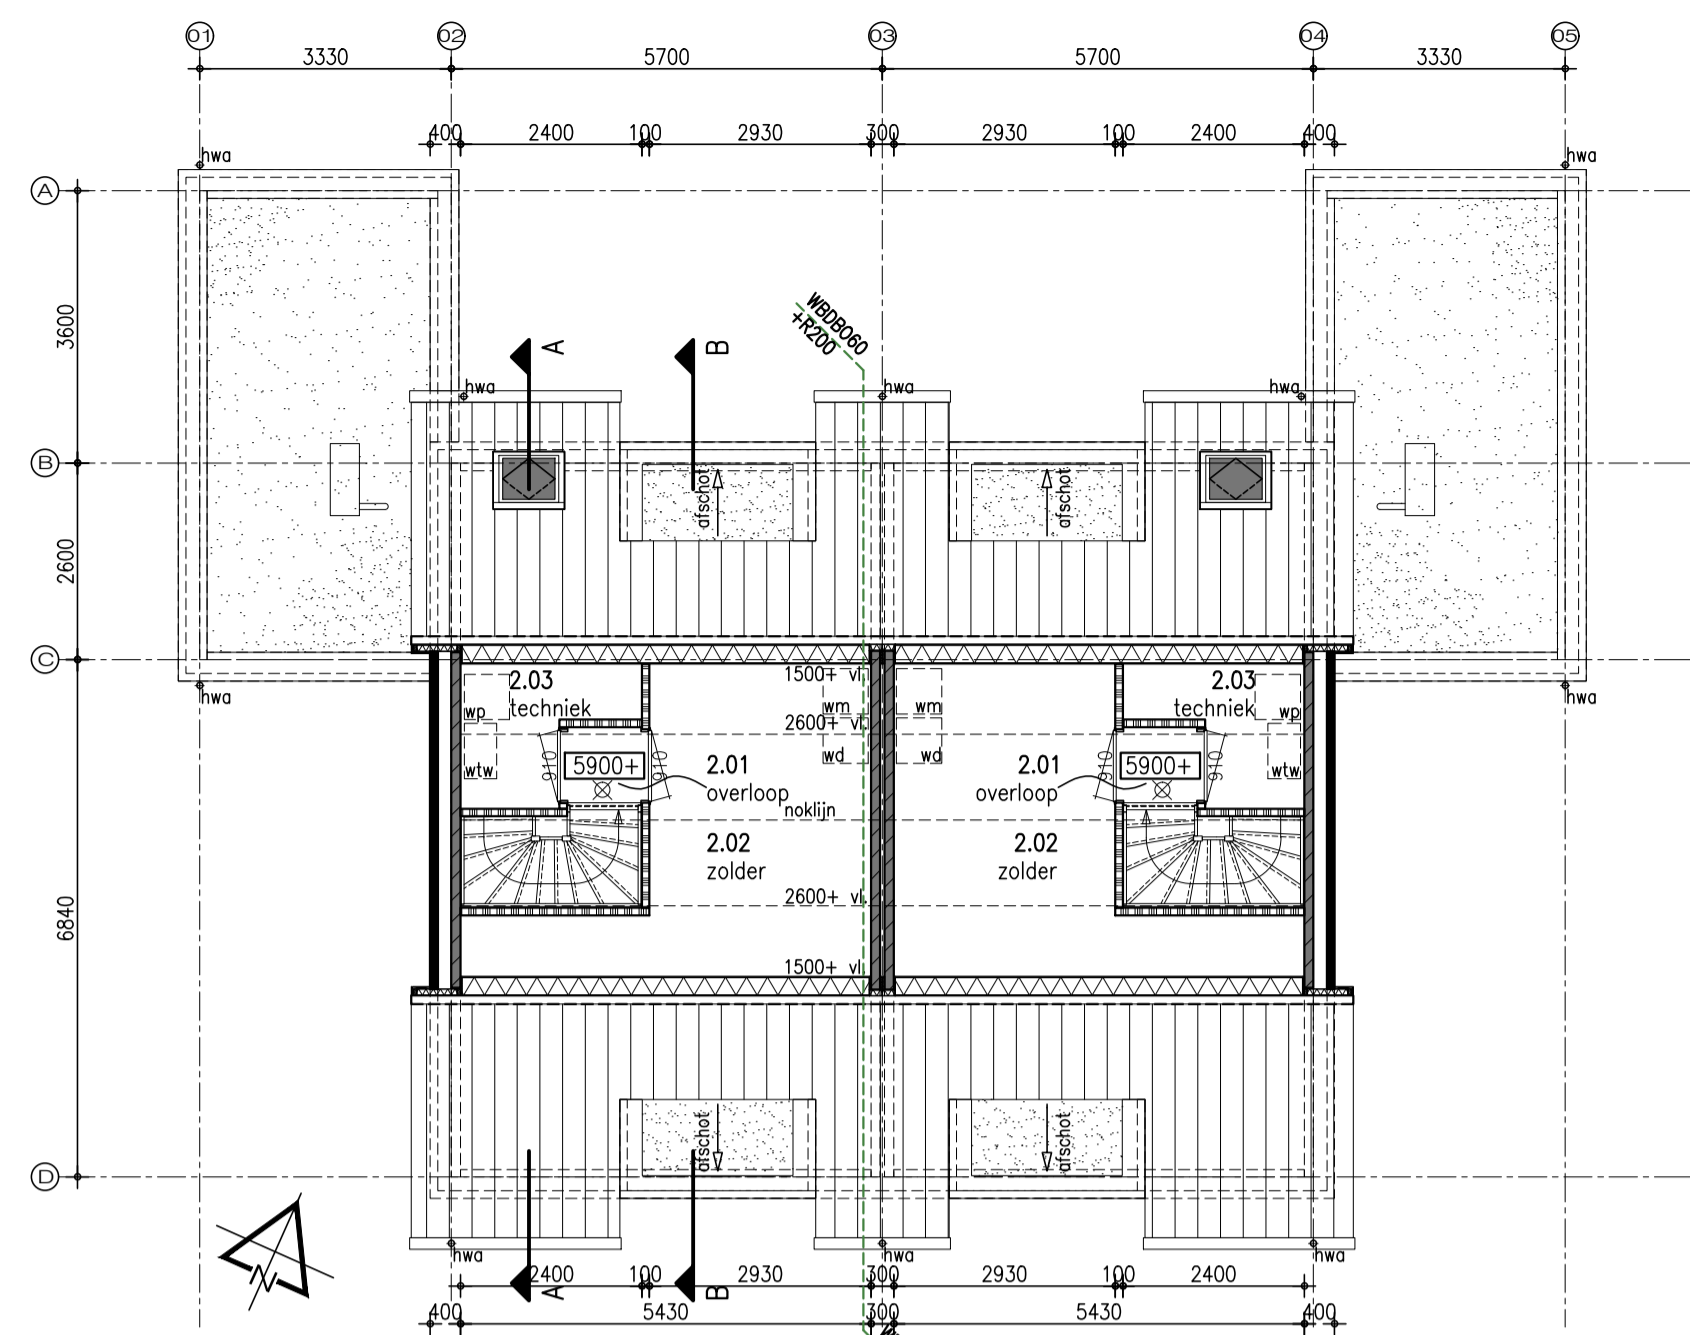 01 02 03 04 05
3330 5700 5700 3330
400 2400 100 2930 300 2930 100 2400 400
hwa hwa
A
3600
WBDBO60
+R200
A B
hwa hwa hwa
B
afschot afschot
2600
C
2.03 1500+ vl. 2.03
techniek wm wm techniek
hwa wp 2600+ vl. wp hwa
910 5900+ 910 2.01 wd wd 2.01 910 5900+ 910
wtw overloop overloop wtw
noklijn
2.02 2.02
zolder zolder
2600+ vl.
6840
1500+ vl.
afschot afschot
D
hwa hwa hwa
N
2400 100 2930 300 2930 100 2400
A B
400 5430 300 5430 400